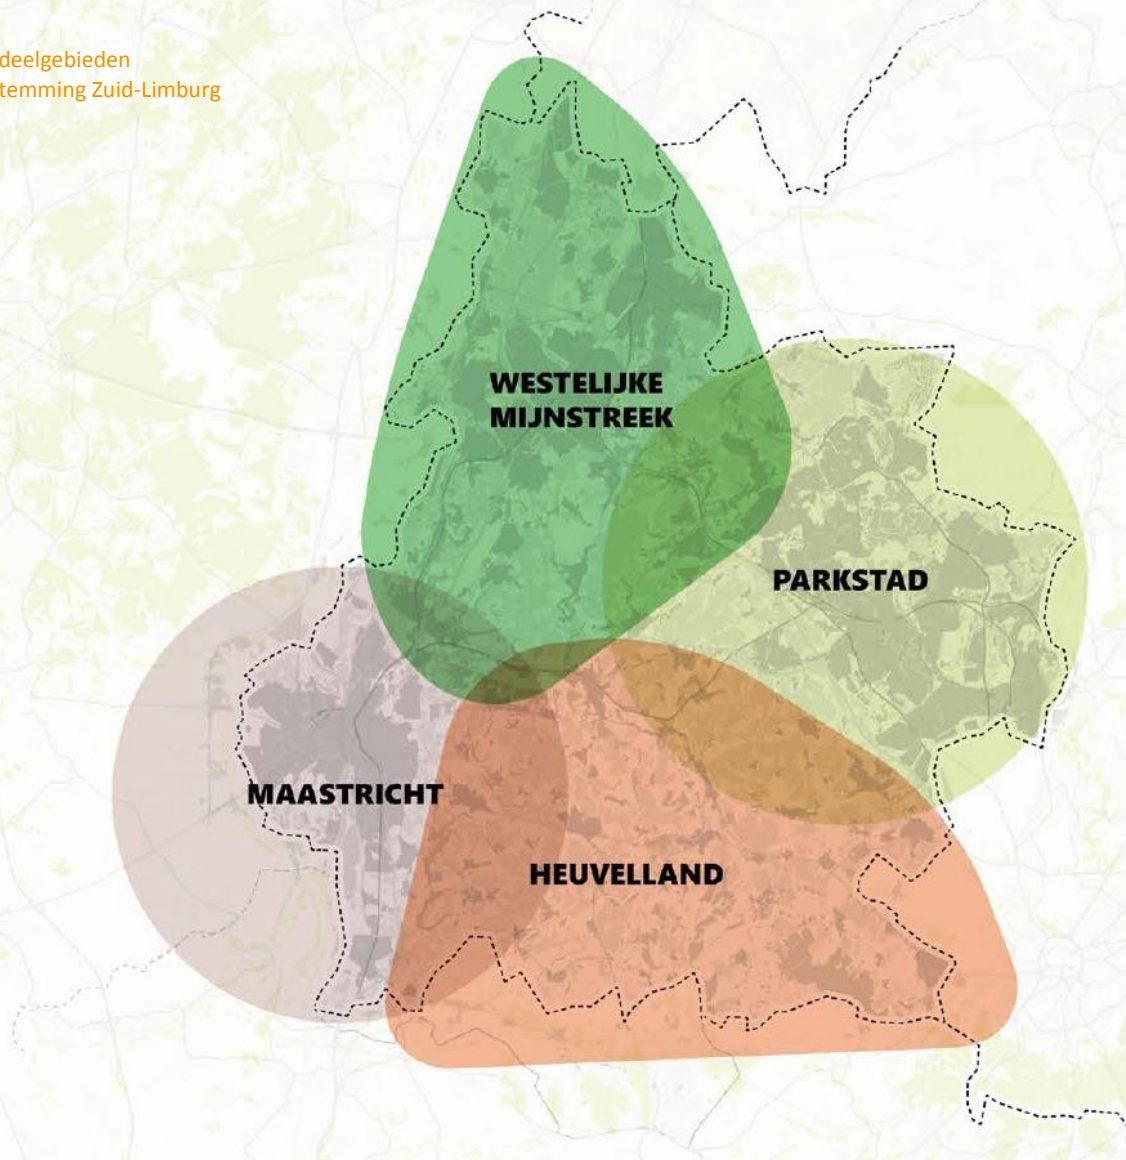 deelgebieden
temming Zuid-Limburg
WESTELIJKE
MIJNSTREEK
PARKSTAD
MAASTRICHT
HEUVELLAND